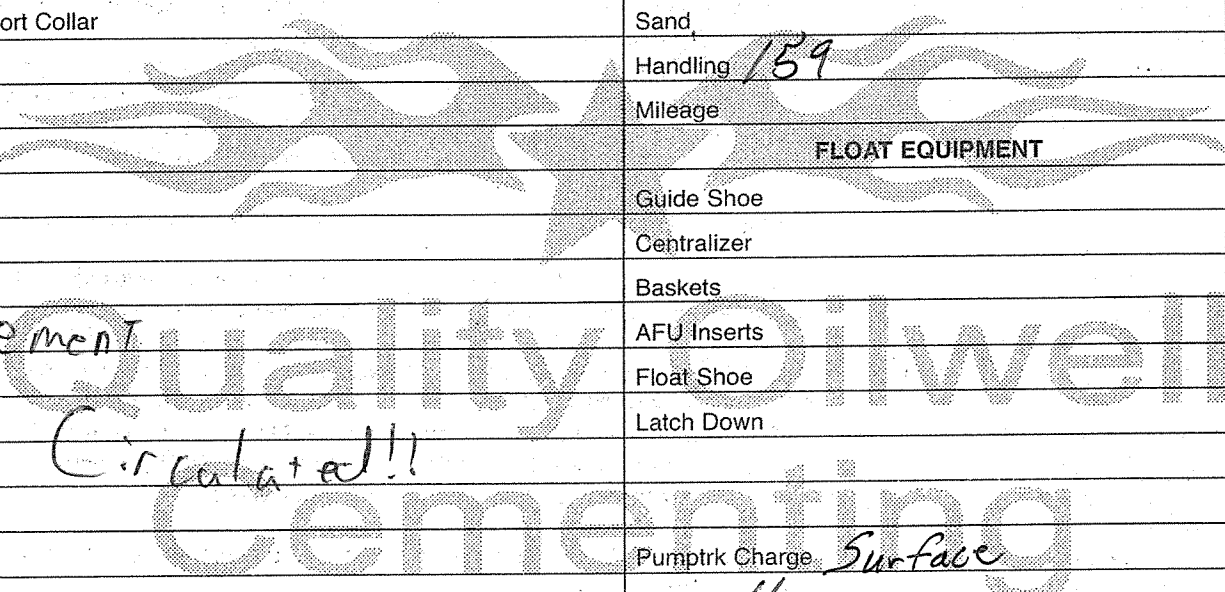 ort Collar
Sand
Handling 159
Mileage
FLOAT EQUIPMENT
Guide Shoe
Centralizer
Baskets
ement
AFU Inserts
Float Shoe
Latch Down
Circulated!!
Pumptrk Charge Surface
Quality Oilwell
Cementing